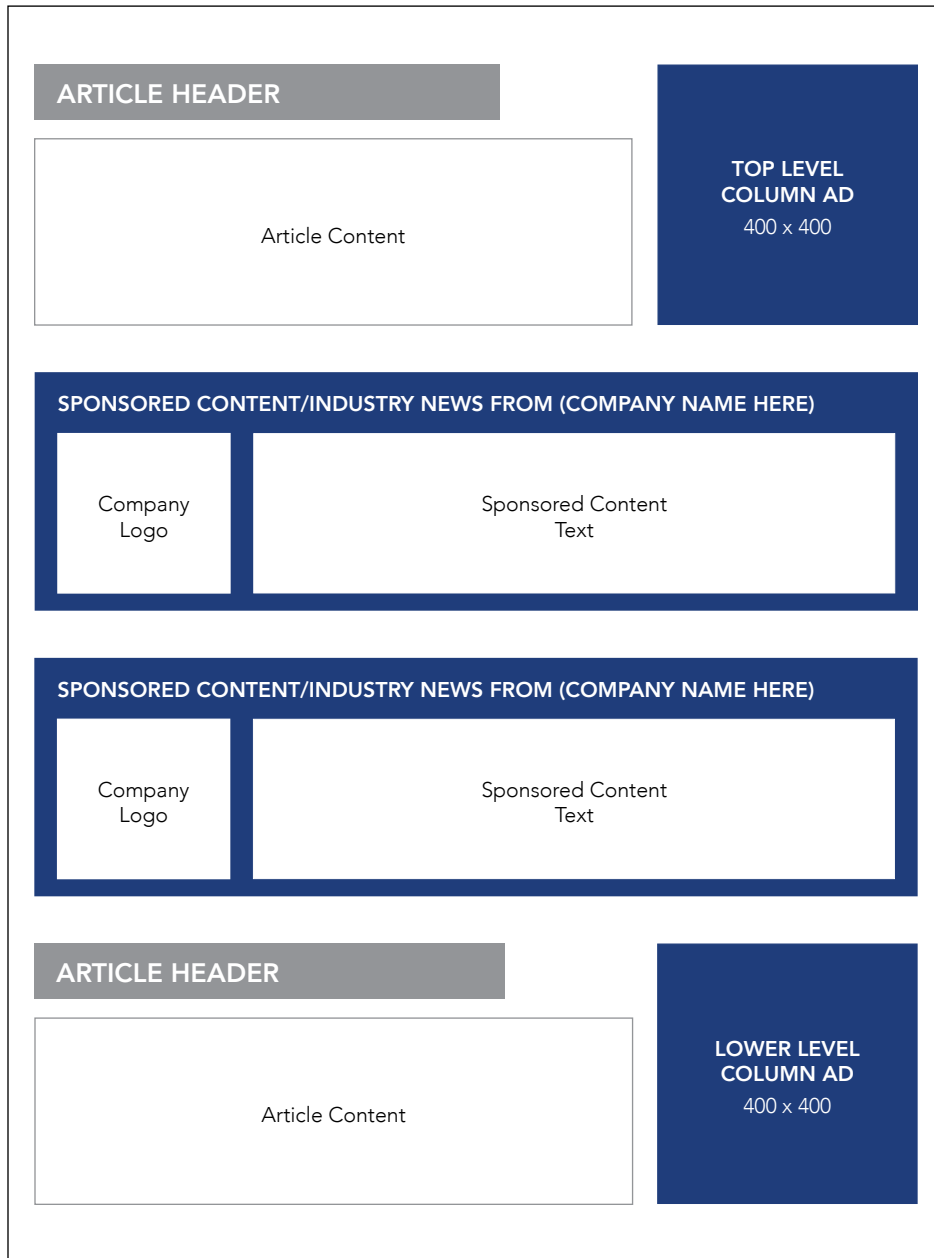 ARTICLE HEADER
Article Content
TOP LEVEL
COLUMN AD
400 x 400
SPONSORED CONTENT/INDUSTRY NEWS FROM (COMPANY NAME HERE)
Company
Logo
Sponsored Content
Text
SPONSORED CONTENT/INDUSTRY NEWS FROM (COMPANY NAME HERE)
Company
Logo
Sponsored Content
Text
ARTICLE HEADER
Article Content
LOWER LEVEL
COLUMN AD
400 x 400